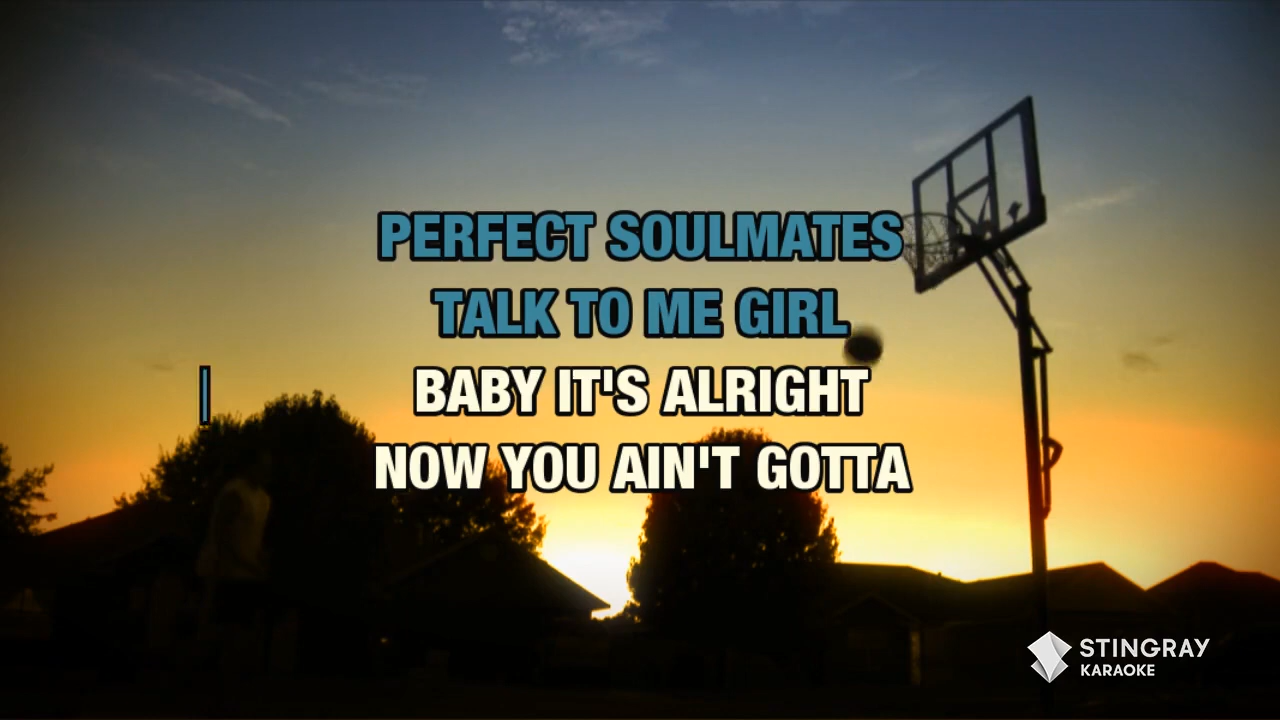 PERFECT SOULMATES
TALK TO ME GIRL
BABY IT'S ALRIGHT
NOW YOU AIN'T GOTTA
STINGRAY
KARAOKE